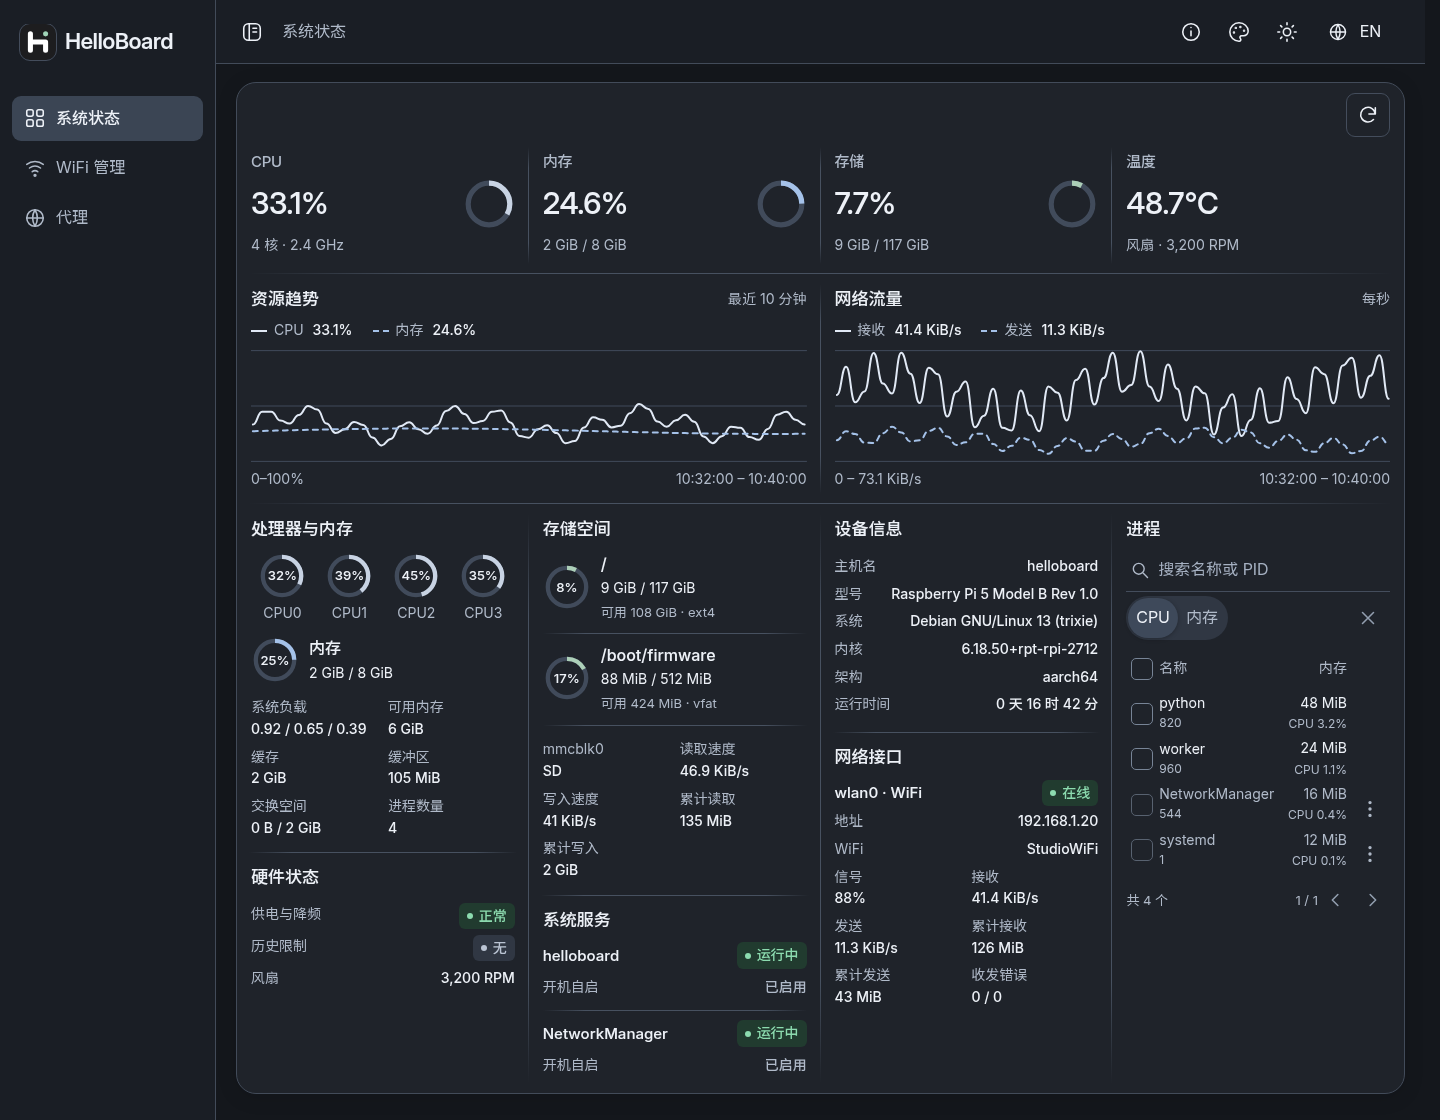 HelloBoard
系统状态
WiFi 管理
代理
系统状态
EN
CPU
33.1%
4 核 · 2.4 GHz
内存
24.6%
2 GiB / 8 GiB
存储
7.7%
9 GiB / 117 GiB
温度
48.7°C
风扇 · 3,200 RPM
资源趋势
最近 10 分钟
CPU 33.1% 内存 24.6%
0–100%
10:32:00 – 10:40:00
网络流量
每秒
接收 41.4 KiB/s 发送 11.3 KiB/s
0 – 73.1 KiB/s
10:32:00 – 10:40:00
处理器与内存
32% 39% 45% 35%
CPU0 CPU1 CPU2 CPU3
25%
内存
2 GiB / 8 GiB
系统负载 可用内存
0.92 / 0.65 / 0.39 6 GiB
缓存 缓冲区
2 GiB 105 MiB
交换空间 进程数量
0 B / 2 GiB 4
硬件状态
供电与降频 正常
历史限制 无
风扇 3,200 RPM
存储空间
8%
/
9 GiB / 117 GiB
可用 108 GiB · ext4
17%
/boot/firmware
88 MiB / 512 MiB
可用 424 MiB · vfat
mmcblk0 读取速度
SD 46.9 KiB/s
写入速度 累计读取
41 KiB/s 135 MiB
累计写入
2 GiB
系统服务
helloboard 运行中
开机自启 已启用
NetworkManager 运行中
开机自启 已启用
设备信息
主机名 helloboard
型号 Raspberry Pi 5 Model B Rev 1.0
系统 Debian GNU/Linux 13 (trixie)
内核 6.18.50+rpt-rpi-2712
架构 aarch64
运行时间 0 天 16 时 42 分
网络接口
wlan0 · WiFi 在线
地址 192.168.1.20
WiFi StudioWiFi
信号 接收
88% 41.4 KiB/s
发送 累计接收
11.3 KiB/s 126 MiB
累计发送 收发错误
43 MiB 0 / 0
进程
搜索名称或 PID
CPU 内存
名称 内存
python 48 MiB
820 CPU 3.2%
worker 24 MiB
960 CPU 1.1%
NetworkManager 16 MiB
544 CPU 0.4%
systemd 12 MiB
1 CPU 0.1%
共 4 个 1 / 1